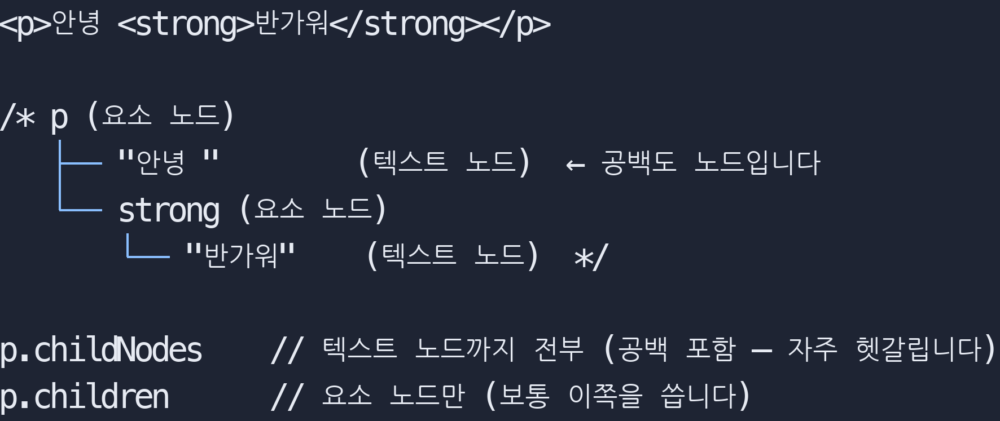 <p>안녕 <strong>반가워</strong></p>
/* p (요소 노드)
├── "안녕 " (텍스트 노드) ← 공백도 노드입니다
└── strong (요소 노드)
└── "반가워" (텍스트 노드) */
p.childNodes // 텍스트 노드까지 전부 (공백 포함 — 자주 헷갈립니다)
p.children // 요소 노드만 (보통 이쪽을 씁니다)